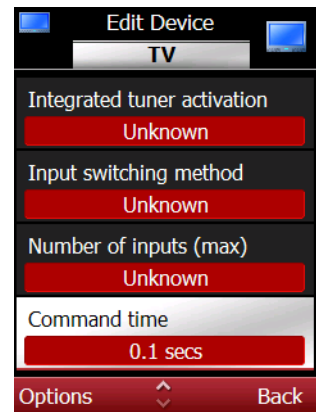 Edit Device
TV
Integrated tuner activation
Unknown
Input switching method
Unknown
Number of inputs (max)
Unknown
Command time
0.1 secs
Options
Back